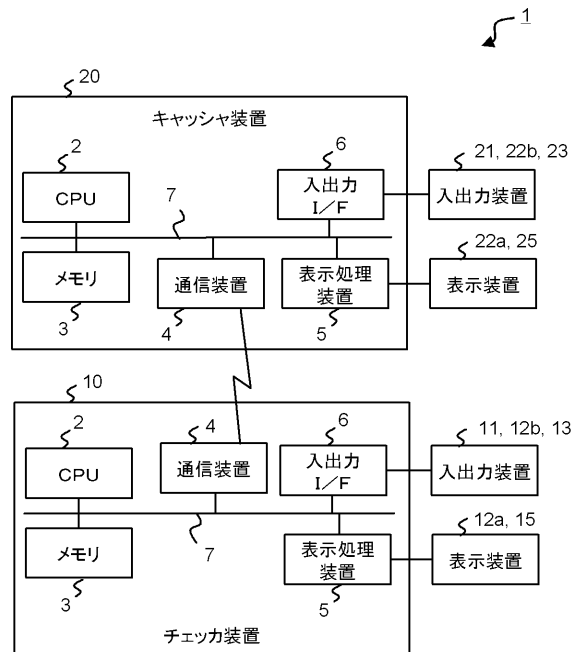 1
20
キャッシャ装置
2
CPU
6
入出力
I/F
21, 22b, 23
入出力装置
7
メモリ
3
通信装置
4
表示処理
装置
5
22a, 25
表示装置
10
2
CPU
4
通信装置
6
入出力
I/F
11, 12b, 13
入出力装置
メモリ
3
7
表示処理
装置
5
12a, 15
表示装置
チェッカ装置